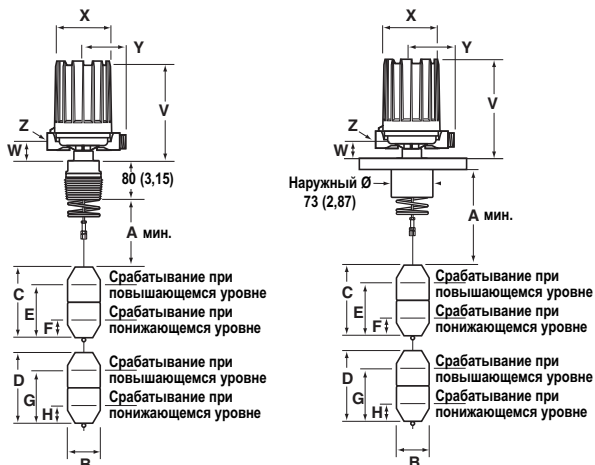 X
Y
Z
V
W
80 (3,15)
A мин.
C
E
F
Срабатывание при
повышающемся уровне
Срабатывание при
понижающемся уровне
D
G
H
Срабатывание при
повышающемся уровне
Срабатывание при
понижающемся уровне
B
X
Y
Z
V
W
Наружный Ø
73 (2,87)
A мин.
C
E
F
Срабатывание при
повышающемся уровне
Срабатывание при
понижающемся уровне
D
G
H
Срабатывание при
повышающемся уровне
Срабатывание при
понижающемся уровне
B